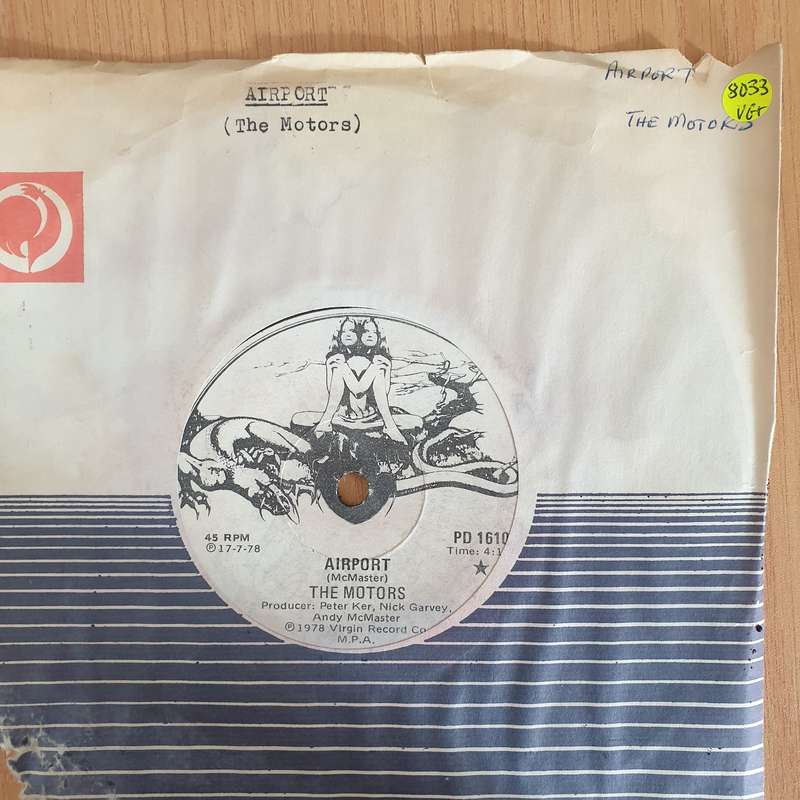 AIRPORT
(The Motors)
AIRPORT
THE MOTORS
8033
VG+
45 RPM
℗17-7-78
PD 1610
Time: 4:1
AIRPORT
(McMaster)
THE MOTORS
Producer: Peter Ker, Nick Garvey,
Andy McMaster
℗1978 Virgin Record Co
M.P.A.